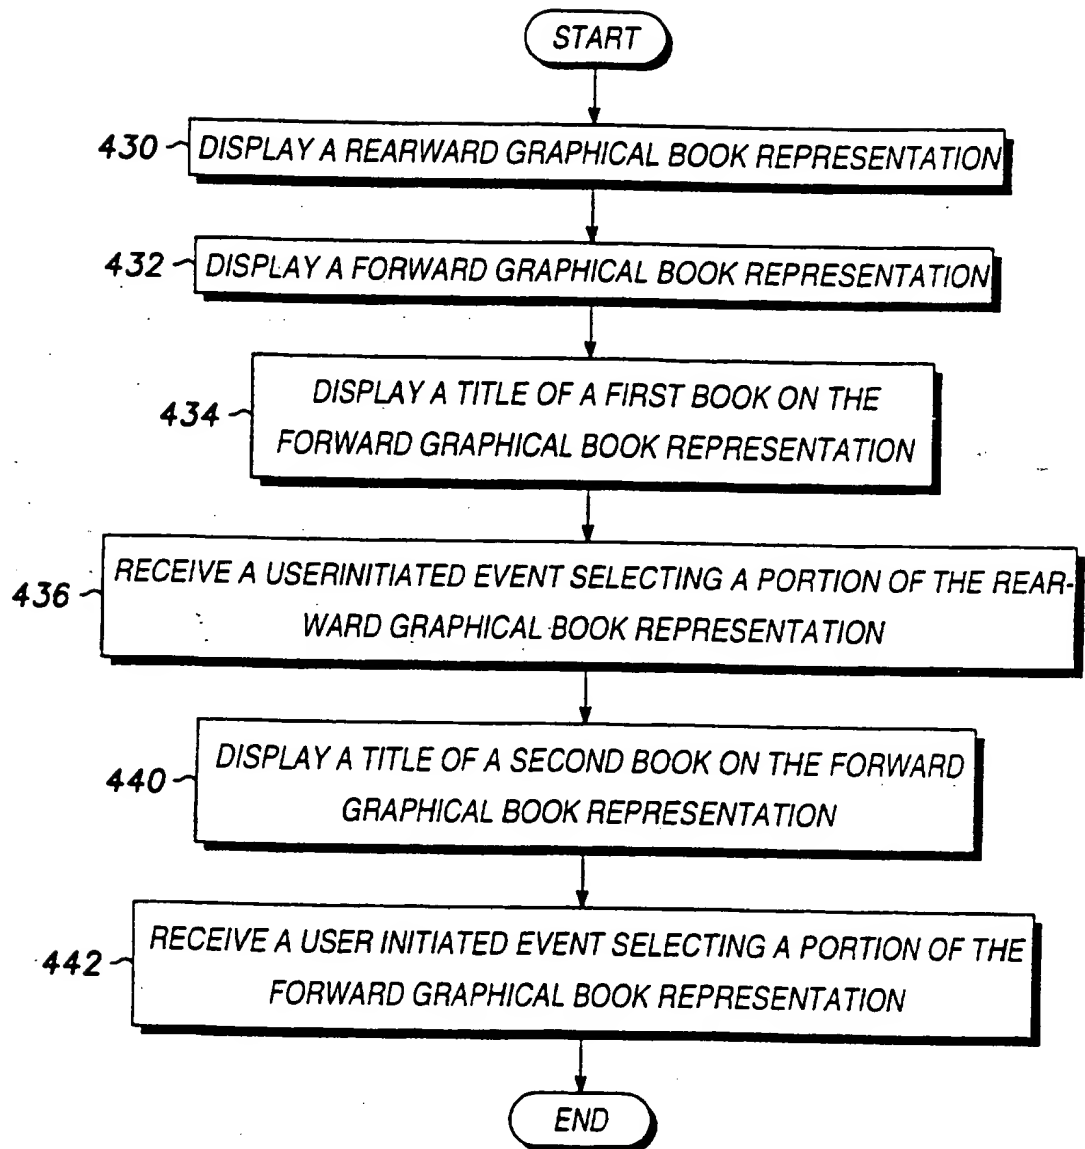 START
430 DISPLAY A REARWARD GRAPHICAL BOOK REPRESENTATION
432 DISPLAY A FORWARD GRAPHICAL BOOK REPRESENTATION
434 DISPLAY A TITLE OF A FIRST BOOK ON THE
FORWARD GRAPHICAL BOOK REPRESENTATION
436 RECEIVE A USERINITIATED EVENT SELECTING A PORTION OF THE REAR-
WARD GRAPHICAL BOOK REPRESENTATION
440 DISPLAY A TITLE OF A SECOND BOOK ON THE FORWARD
GRAPHICAL BOOK REPRESENTATION
442 RECEIVE A USER INITIATED EVENT SELECTING A PORTION OF THE
FORWARD GRAPHICAL BOOK REPRESENTATION
END